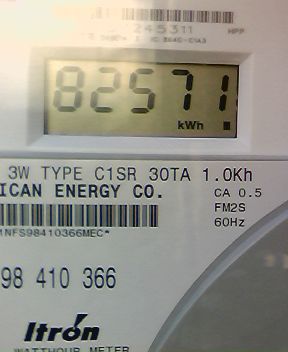 245311 HPP
82571
kWh
3W TYPE C1SR 30TA 1.0Kh
ICAN ENERGY CO. CA 0.5
FM2S
1NFS98410366MEC* 60Hz
98 410 366
Itron
WATTHOUR METER